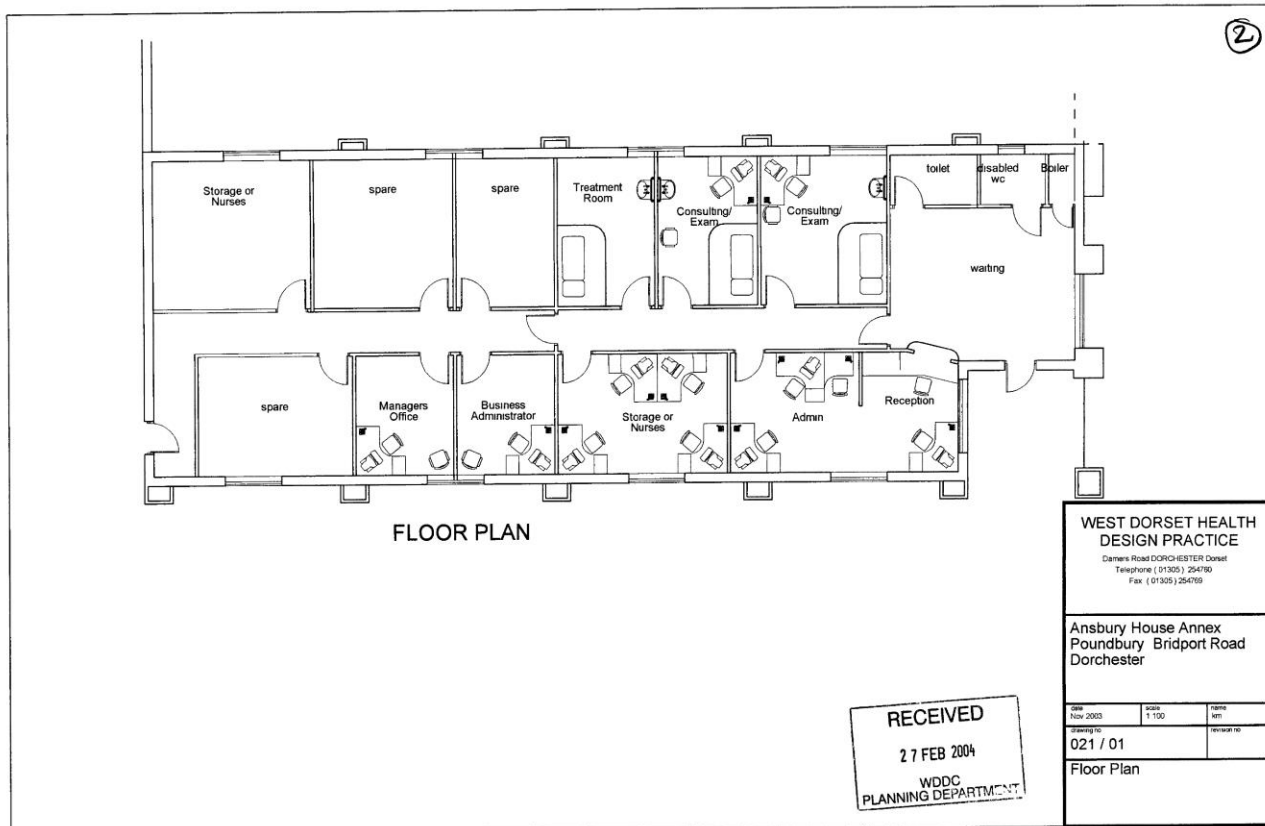 2
Storage or
Nurses
spare
spare
Treatment
Room
Consulting/
Exam
Consulting/
Exam
toilet
disabled
wc
Boiler
waiting
spare
Managers
Office
Business
Administrator
Storage or
Nurses
Admin
Reception
FLOOR PLAN
WEST DORSET HEALTH
DESIGN PRACTICE
Damers Road DORCHESTER Dorset
Telephone ( 01305 ) 254760
Fax ( 01305 ) 254769
Ansbury House Annex
Poundbury Bridport Road
Dorchester
date
Nov 2003
scale
1 100
name
km
drawing no
021 / 01
revision no
Floor Plan
RECEIVED
27 FEB 2004
WDDC
PLANNING DEPARTMENT